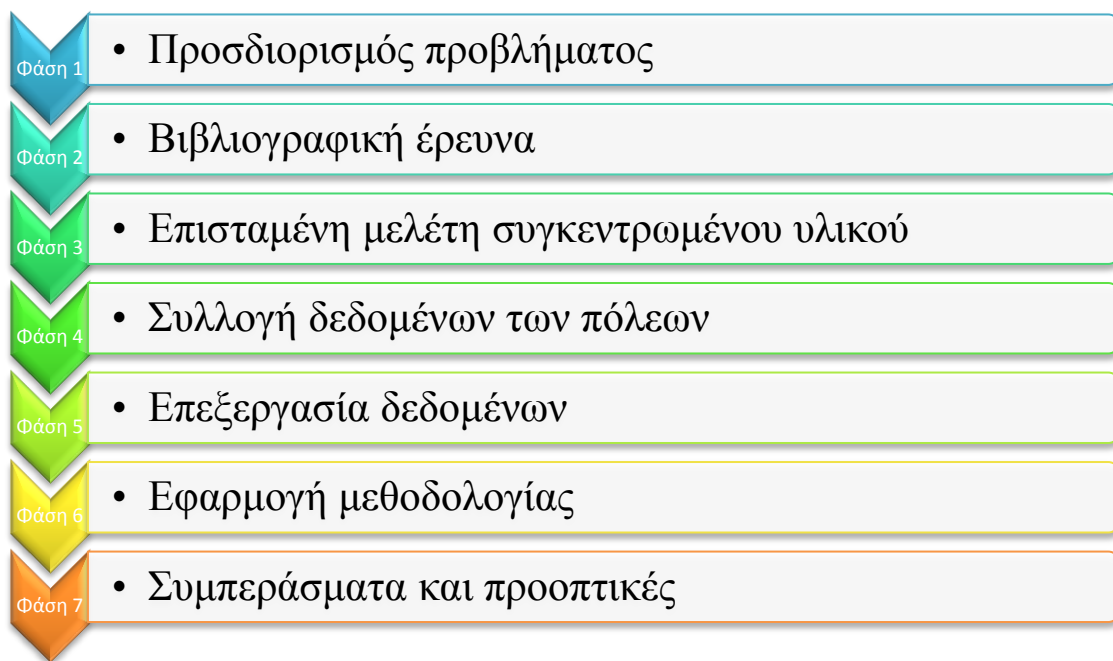 Φάση 1
• Προσδιορισμός προβλήματος
Φάση 2
• Βιβλιογραφική έρευνα
Φάση 3
• Επισταμένη μελέτη συγκεντρωμένου υλικού
Φάση 4
• Συλλογή δεδομένων των πόλεων
Φάση 5
• Επεξεργασία δεδομένων
Φάση 6
• Εφαρμογή μεθοδολογίας
Φάση 7
• Συμπεράσματα και προοπτικές